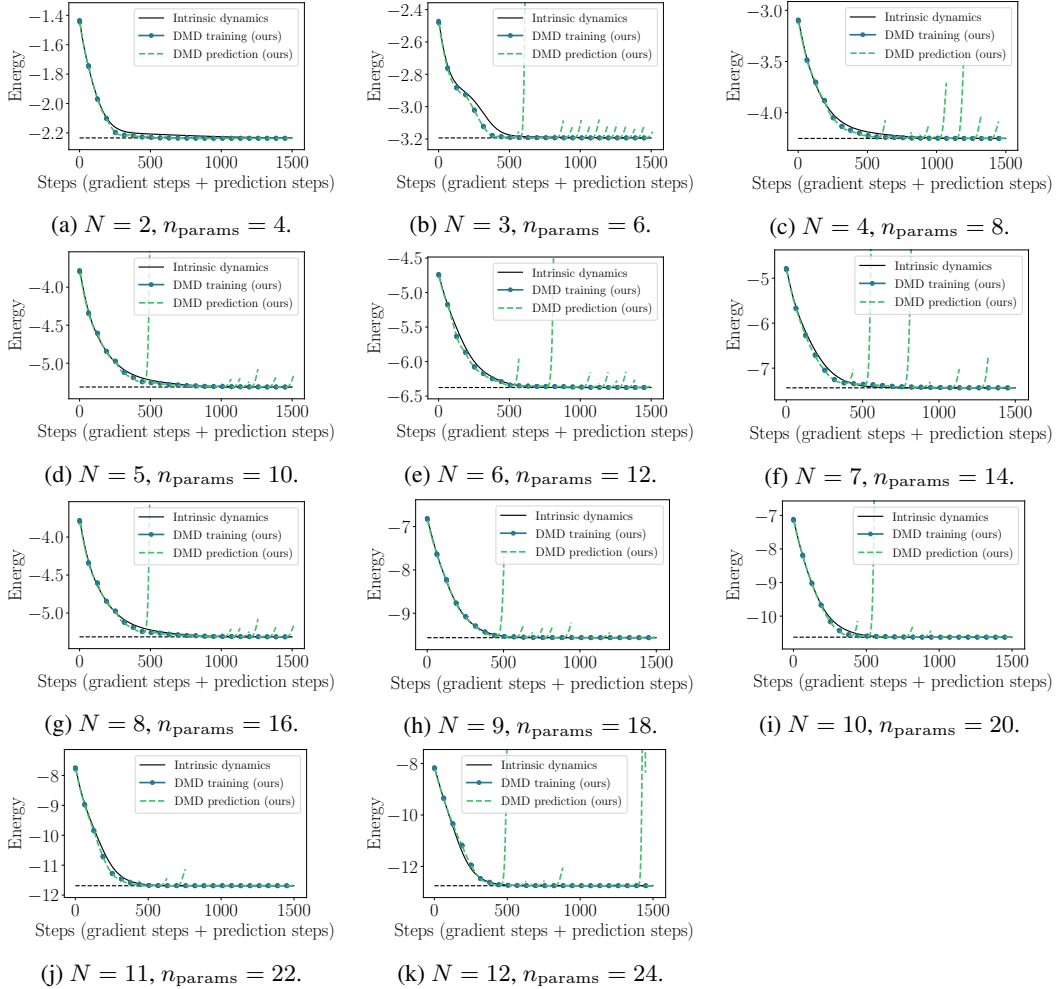 −1.4
−1.6
−1.8
−2.0
−2.2
Energy
Intrinsic dynamics
DMD training (ours)
DMD prediction (ours)
0 500 1000 1500
Steps (gradient steps + prediction steps)
(a) N = 2, nparams = 4.
−2.4
−2.6
−2.8
−3.0
−3.2
Energy
Intrinsic dynamics
DMD training (ours)
DMD prediction (ours)
0 500 1000 1500
Steps (gradient steps + prediction steps)
(b) N = 3, nparams = 6.
−3.0
−3.5
−4.0
Energy
Intrinsic dynamics
DMD training (ours)
DMD prediction (ours)
0 500 1000 1500
Steps (gradient steps + prediction steps)
(c) N = 4, nparams = 8.
−4.0
−4.5
−5.0
Energy
Intrinsic dynamics
DMD training (ours)
DMD prediction (ours)
0 500 1000 1500
Steps (gradient steps + prediction steps)
(d) N = 5, nparams = 10.
−4.5
−5.0
−5.5
−6.0
−6.5
Energy
Intrinsic dynamics
DMD training (ours)
DMD prediction (ours)
0 500 1000 1500
Steps (gradient steps + prediction steps)
(e) N = 6, nparams = 12.
−5
−6
−7
Energy
Intrinsic dynamics
DMD training (ours)
DMD prediction (ours)
0 500 1000 1500
Steps (gradient steps + prediction steps)
(f) N = 7, nparams = 14.
−4.0
−4.5
−5.0
Energy
Intrinsic dynamics
DMD training (ours)
DMD prediction (ours)
0 500 1000 1500
Steps (gradient steps + prediction steps)
(g) N = 8, nparams = 16.
−7
−8
−9
Energy
Intrinsic dynamics
DMD training (ours)
DMD prediction (ours)
0 500 1000 1500
Steps (gradient steps + prediction steps)
(h) N = 9, nparams = 18.
−7
−8
−9
−10
Energy
Intrinsic dynamics
DMD training (ours)
DMD prediction (ours)
0 500 1000 1500
Steps (gradient steps + prediction steps)
(i) N = 10, nparams = 20.
−8
−9
−10
−11
−12
Energy
Intrinsic dynamics
DMD training (ours)
DMD prediction (ours)
0 500 1000 1500
Steps (gradient steps + prediction steps)
(j) N = 11, nparams = 22.
−8
−10
−12
Energy
Intrinsic dynamics
DMD training (ours)
DMD prediction (ours)
0 500 1000 1500
Steps (gradient steps + prediction steps)
(k) N = 12, nparams = 24.